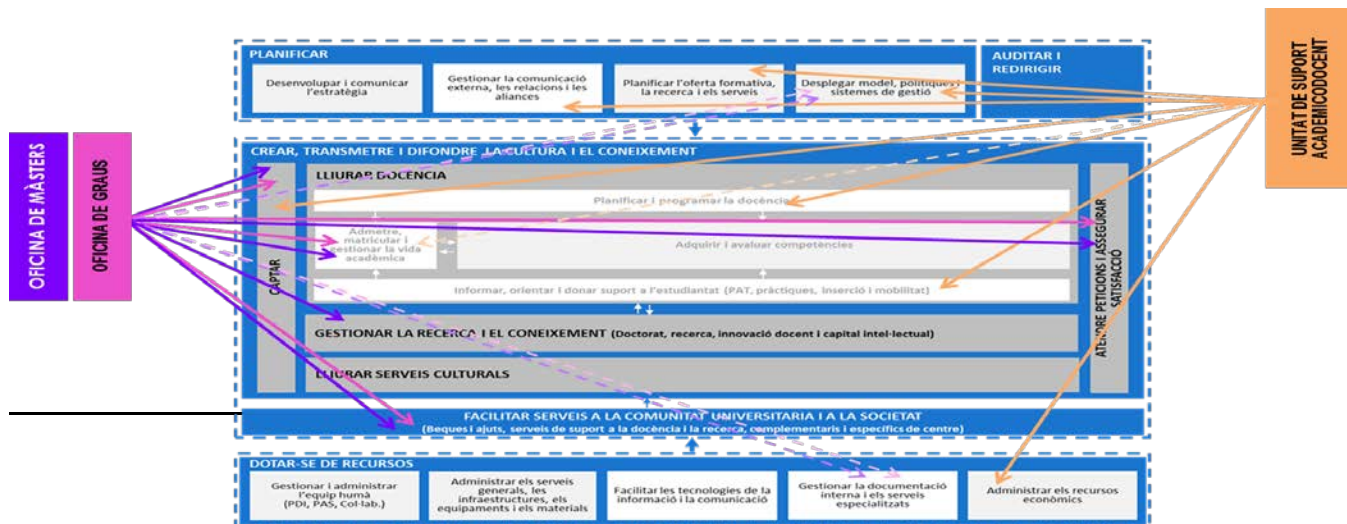 PLANIFICAR
AUDITAR I
REDIRIGIR
Desenvolupar i comunicar
l'estratègia
Gestionar la comunicació
externa, les relacions i les
aliances
Planificar l'oferta formativa,
la recerca i els serveis
Desplegar model, polítiques i
sistemes de gestió
UNITAT DE SUPORT
ACADEMICODOCENT
OFICINA DE MÀSTERS
OFICINA DE GRAUS
CREAR, TRANSMETRE I DIFONDRE LA CULTURA I EL CONEIXEMENT
CAPTAR
LLIURAR DOCÈNCIA
Planificar i programar la docència
Admetre,
matricular i
gestionar la vida
acadèmica
Adquirir i avaluar competències
Informar, orientar i donar suport a l'estudiantat (PAT, pràctiques, inserció i mobilitat)
GESTIONAR LA RECERCA I EL CONEIXEMENT (Doctorat, recerca, innovació docent i capital intel·lectual)
LLIURAR SERVEIS CULTURALS
ATENDRE PETICIONS I ASSEGURAR
SATISFACCIÓ
FACILITAR SERVEIS A LA COMUNITAT UNIVERSITARIA I A LA SOCIETAT
(Beques i ajuts, serveis de suport a la docència i la recerca, complementaris i específics de centre)
DOTAR-SE DE RECURSOS
Gestionar i administrar
l'equip humà
(PDI, PAS, Col·lab.)
Administrar els serveis
generals, les
infraestructures, els
equipaments i els materials
Facilitar les tecnologies de la
informació i la comunicació
Gestionar la documentació
interna i els serveis
especialitzats
Administrar els recursos
econòmics